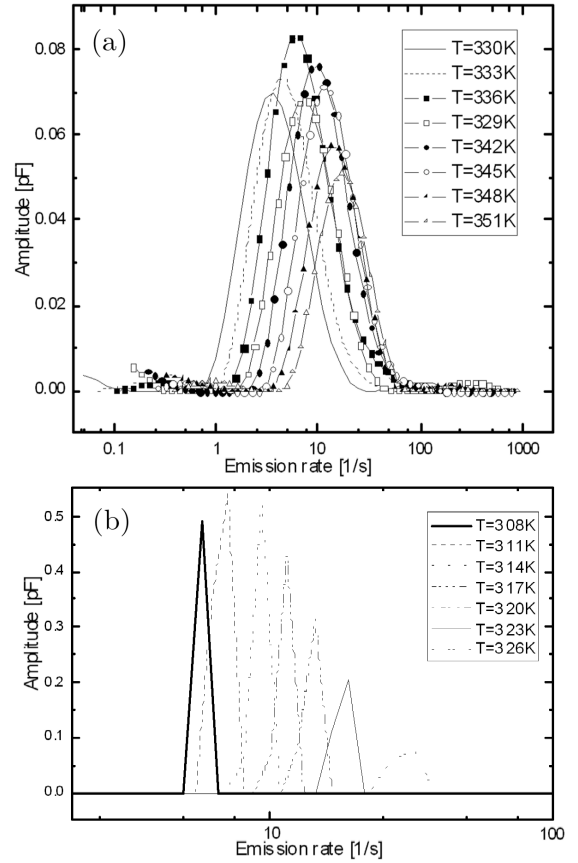 (a)
0.08
0.06
0.04
0.02
0.00
Amplitude [pF]
T=330K
T=333K
T=336K
T=329K
T=342K
T=345K
T=348K
T=351K
0.1 1 10 100 1000
Emission rate [1/s]
(b)
0.5
0.4
0.3
0.2
0.1
0.0
Amplitude [pF]
T=308K
T=311K
T=314K
T=317K
T=320K
T=323K
T=326K
10 100
Emission rate [1/s]